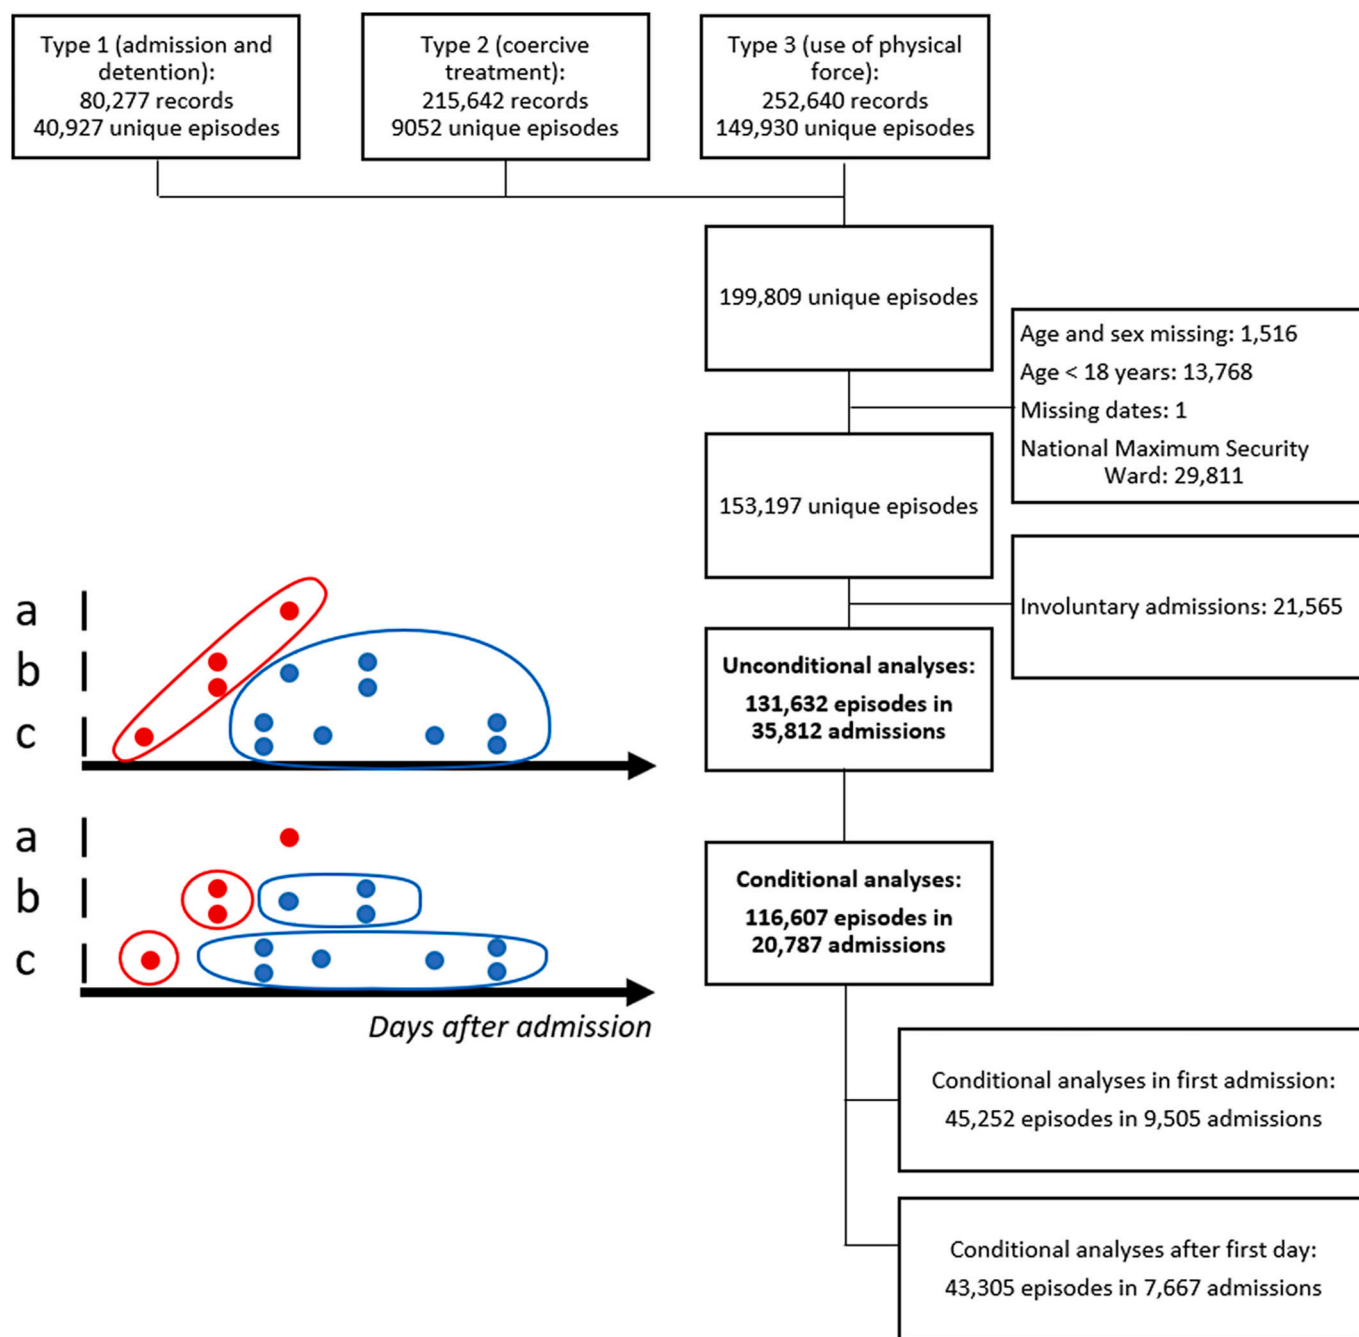 Type 1 (admission and
detention):
80,277 records
40,927 unique episodes
Type 2 (coercive
treatment):
215,642 records
9052 unique episodes
Type 3 (use of physical
force):
252,640 records
149,930 unique episodes
199,809 unique episodes
Age and sex missing: 1,516
Age < 18 years: 13,768
Missing dates: 1
National Maximum Security
Ward: 29,811
153,197 unique episodes
Involuntary admissions: 21,565
Unconditional analyses:
131,632 episodes in
35,812 admissions
a
b
c
a
b
c
Days after admission
Conditional analyses:
116,607 episodes in
20,787 admissions
Conditional analyses in first admission:
45,252 episodes in 9,505 admissions
Conditional analyses after first day:
43,305 episodes in 7,667 admissions